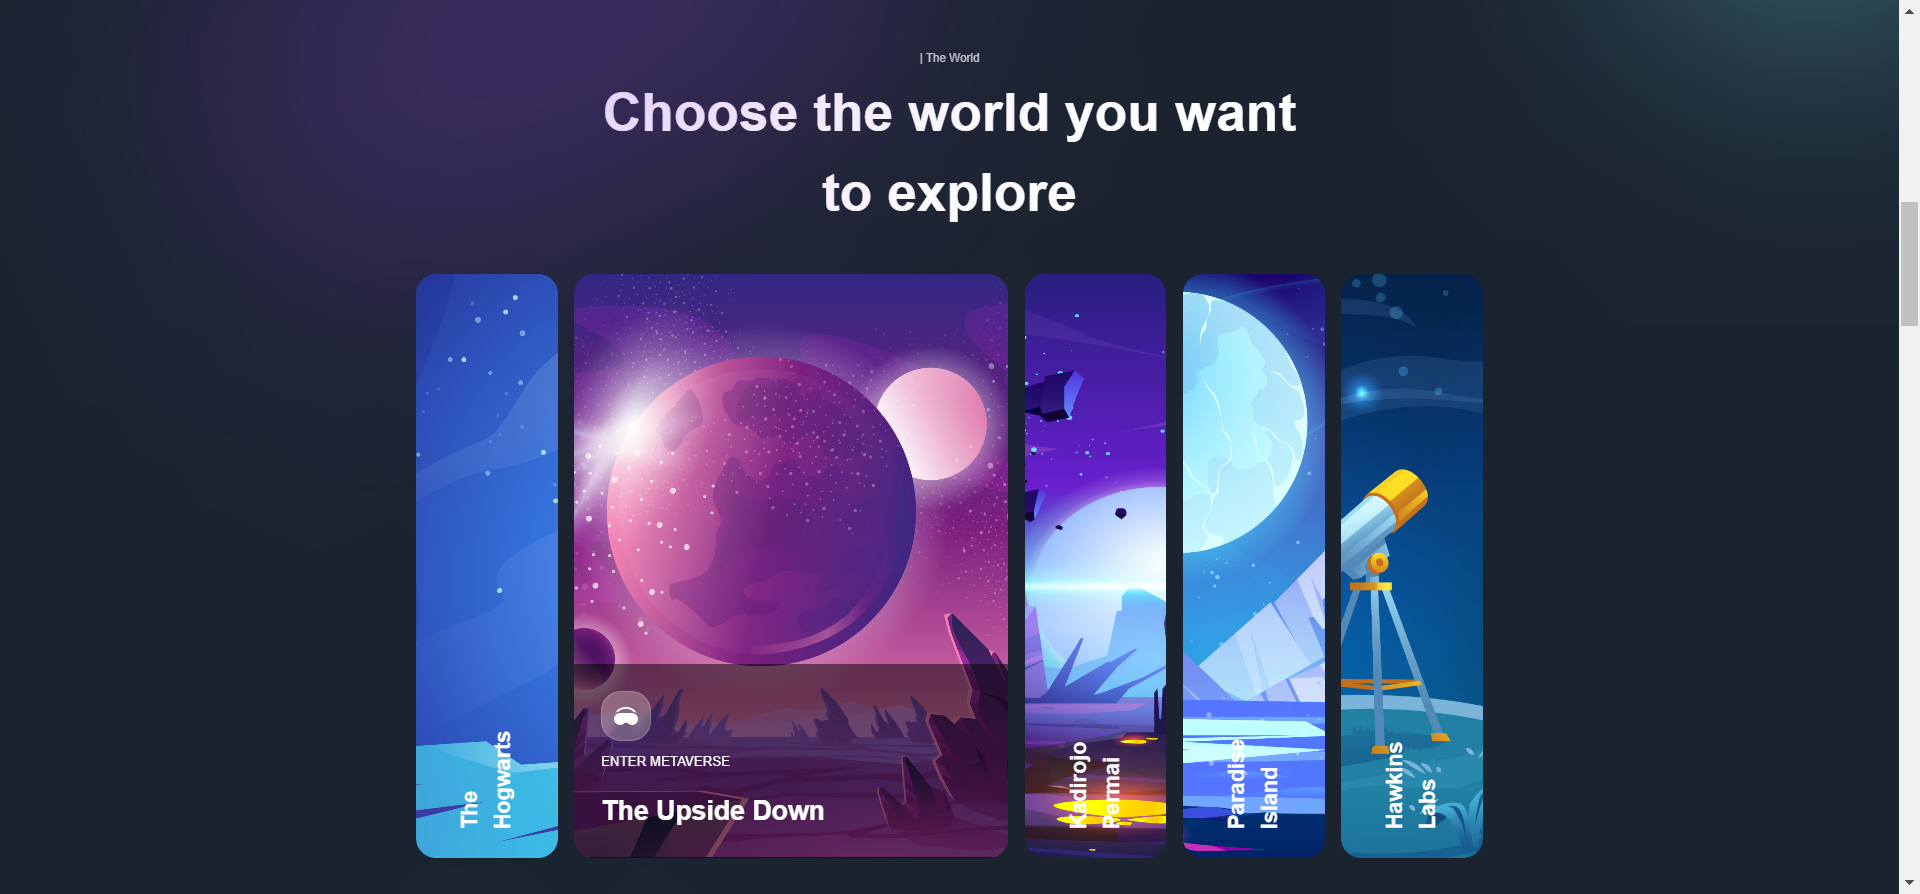 | The World
Choose the world you want
to explore
The
Hogwarts
ENTER METAVERSE
The Upside Down
Kadirojo
Permai
Paradise
Island
Hawkins
Labs